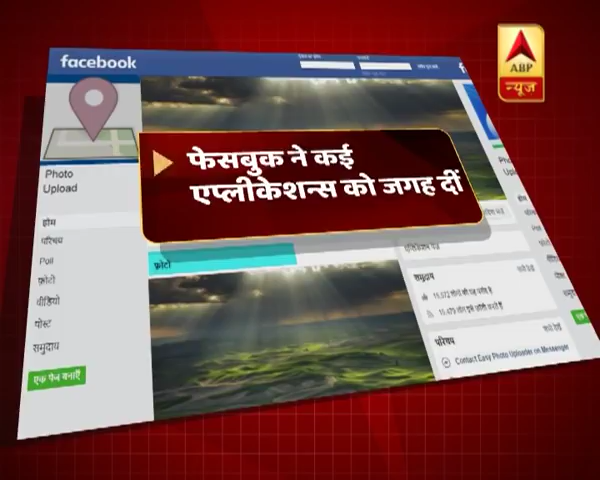 facebook
ABP
न्यूज़
फेसबुक ने कई
एप्लीकेशन्स को जगह दीं
Photo
Upload
होम
परिचय
Poll
फ़ोटो
वीडियो
पोस्ट
समुदाय
एक पेज बनाएँ
फ़ोटो
समुदाय
परिचय
Contact Easy Photo Uploader on Messenger